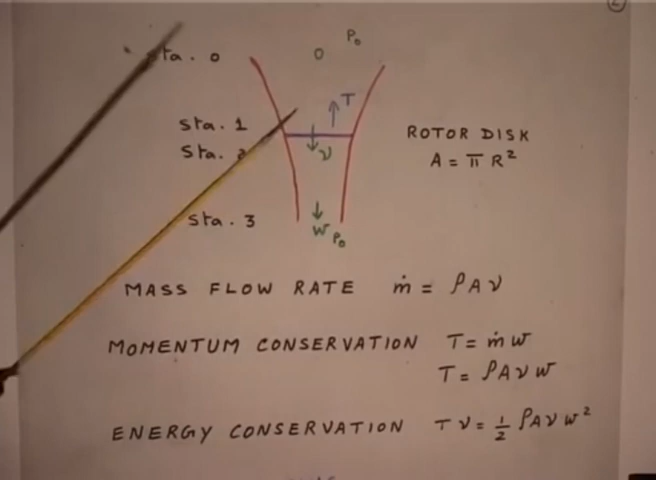 Sta. 0
0 P₀
Sta. 1
T
Sta. 2
ν
ROTOR DISK
A = π R²
Sta. 3
w P₀
MASS FLOW RATE ṁ = ρ A ν
MOMENTUM CONSERVATION T = ṁ w
T = ρ A ν w
ENERGY CONSERVATION T ν = ½ ρ A ν w²